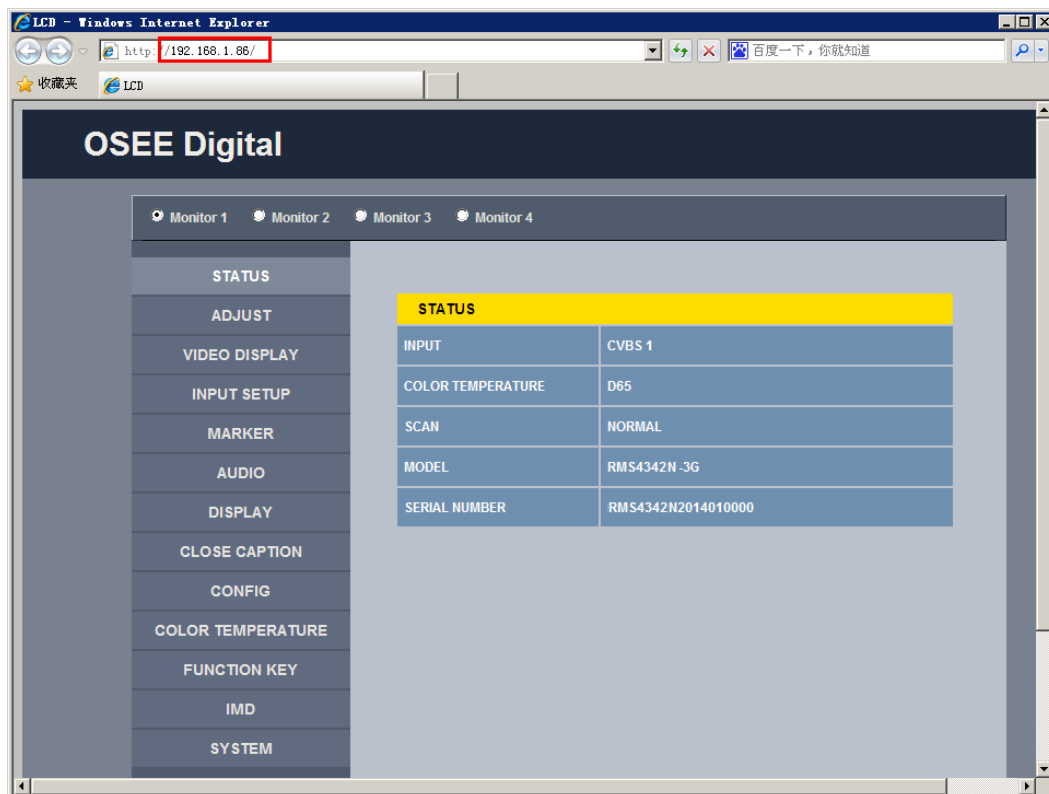 LCD - Windows Internet Explorer
http://192.168.1.86/
百度一下，你就知道
收藏夹 LCD
OSEE Digital
Monitor 1 Monitor 2 Monitor 3 Monitor 4
STATUS
ADJUST
VIDEO DISPLAY
INPUT SETUP
MARKER
AUDIO
DISPLAY
CLOSE CAPTION
CONFIG
COLOR TEMPERATURE
FUNCTION KEY
IMD
SYSTEM
STATUS
INPUT CVBS 1
COLOR TEMPERATURE D65
SCAN NORMAL
MODEL RMS4342N-3G
SERIAL NUMBER RMS4342N2014010000